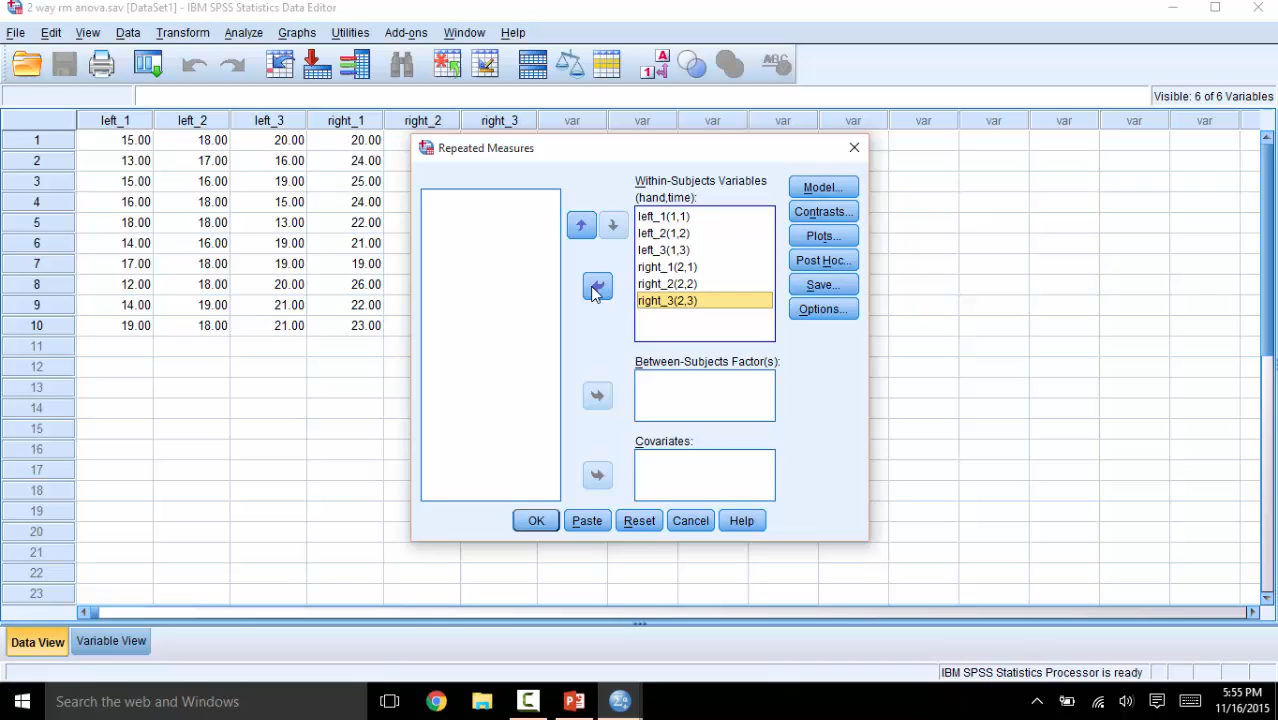 2 way rm anova.sav [DataSet1] - IBM SPSS Statistics Data Editor
File Edit View Data Transform Analyze Graphs Utilities Add-ons Window Help
Visible: 6 of 6 Variables
left_1 left_2 left_3 right_1 right_2 right_3 var var var var var var var var var var
1 15.00 18.00 20.00 20.00
2 13.00 17.00 16.00 24.00
3 15.00 16.00 19.00 25.00
4 16.00 18.00 15.00 24.00
5 18.00 18.00 13.00 22.00
6 14.00 16.00 19.00 21.00
7 17.00 18.00 19.00 19.00
8 12.00 18.00 20.00 26.00
9 14.00 19.00 21.00 22.00
10 19.00 18.00 21.00 23.00
11
12
13
14
15
16
17
18
19
20
21
22
23
Repeated Measures
Within-Subjects Variables
(hand,time):
left_1(1,1)
left_2(1,2)
left_3(1,3)
right_1(2,1)
right_2(2,2)
right_3(2,3)
Between-Subjects Factor(s):
Covariates:
Model...
Contrasts...
Plots...
Post Hoc...
Save...
Options...
OK Paste Reset Cancel Help
Data View Variable View
IBM SPSS Statistics Processor is ready
Search the web and Windows
5:55 PM
11/16/2015